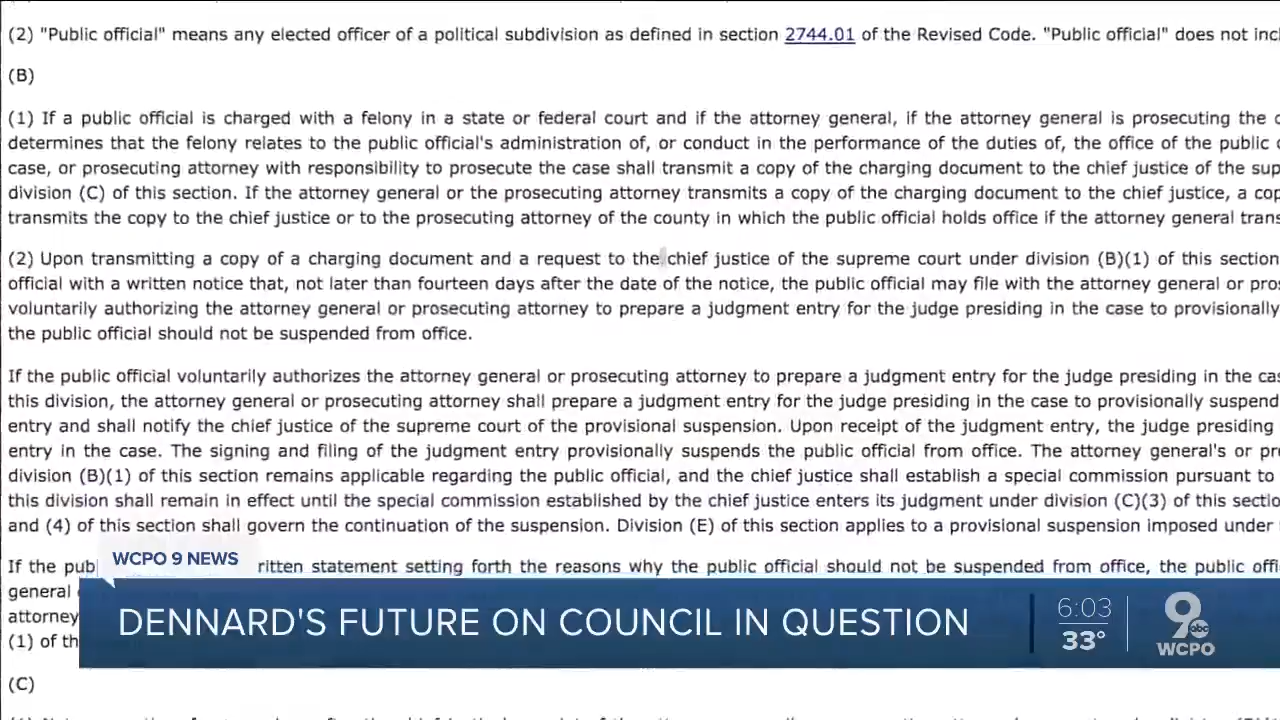 (2) "Public official" means any elected officer of a political subdivision as defined in section 2744.01 of the Revised Code. "Public official" does not
(B)
(1) If a public official is charged with a felony in a state or federal court and if the attorney general, if the attorney general is prosecuting the
determines that the felony relates to the public official's administration of, or conduct in the performance of the duties of, the office of the public
case, or prosecuting attorney with responsibility to prosecute the case shall transmit a copy of the charging document to the chief justice of the
division (C) of this section. If the attorney general or the prosecuting attorney transmits a copy of the charging document to the chief justice, a
transmits the copy to the chief justice or to the prosecuting attorney of the county in which the public official holds office if the attorney general
(2) Upon transmitting a copy of a charging document and a request to the chief justice of the supreme court under division (B)(1) of this section
official with a written notice that, not later than fourteen days after the date of the notice, the public official may file with the attorney general or
voluntarily authorizing the attorney general or prosecuting attorney to prepare a judgment entry for the judge presiding in the case to provisionally
the public official should not be suspended from office.
If the public official voluntarily authorizes the attorney general or prosecuting attorney to prepare a judgment entry for the judge presiding in the
this division, the attorney general or prosecuting attorney shall prepare a judgment entry for the judge presiding in the case to provisionally suspend
entry and shall notify the chief justice of the supreme court of the provisional suspension. Upon receipt of the judgment entry, the judge presiding
entry in the case. The signing and filing of the judgment entry provisionally suspends the public official from office. The attorney general's or
division (B)(1) of this section remains applicable regarding the public official, and the chief justice shall establish a special commission pursuant to
this division shall remain in effect until the special commission established by the chief justice enters its judgment under division (C)(3) of this
and (4) of this section shall govern the continuation of the suspension. Division (E) of this section applies to a provisional suspension imposed under
If the pub ritten statement setting forth the reasons why the public official should not be suspended from office, the public
general
attorney
(1) of th
(C)
WCPO 9 NEWS
DENNARD'S FUTURE ON COUNCIL IN QUESTION
6:03
33°
9
abc
WCPO